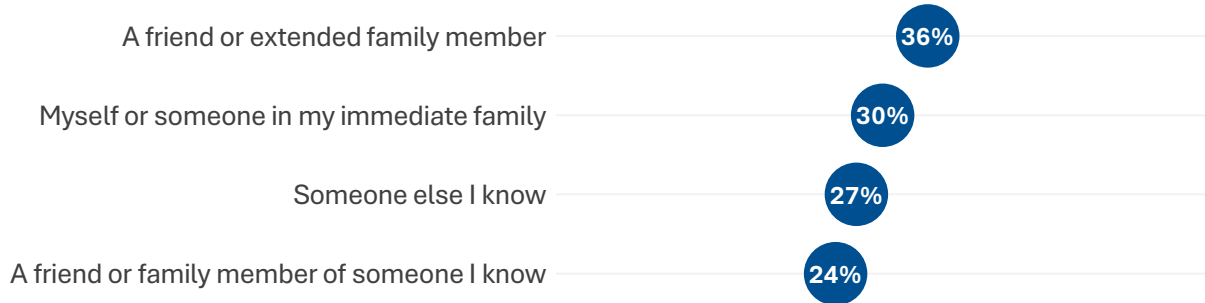 A friend or extended family member 36%
Myself or someone in my immediate family 30%
Someone else I know 27%
A friend or family member of someone I know 24%